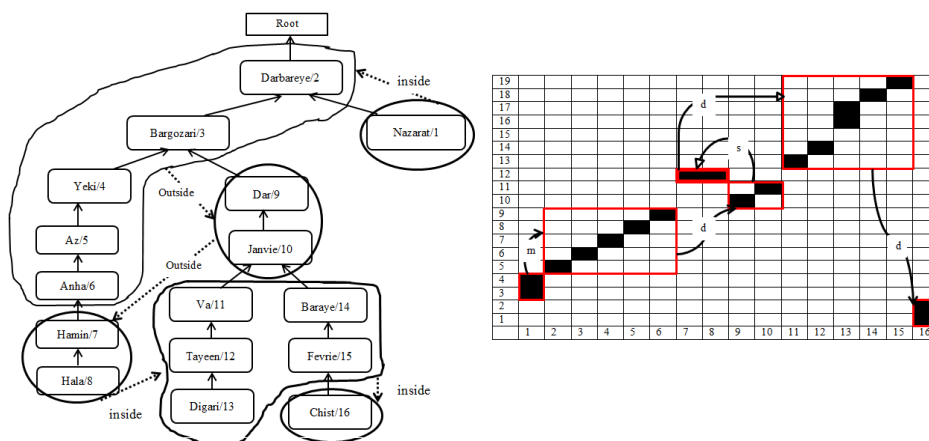 Root
Darbareye/2
inside
Nazarat/1
Bargozari/3
Yeki/4
Outside
Dar/9
Az/5
Janvie/10
Outside
Anha/6
Va/11
Baraye/14
Hamin/7
Tayeen/12
Fevrie/15
Hala/8
inside
Digari/13
Chist/16
inside
19
18
17
16
15
14
13
12
11
10
9
8
7
6
5
4
3
2
1
d
s
d
m
d
1 2 3 4 5 6 7 8 9 10 11 12 13 14 15 16